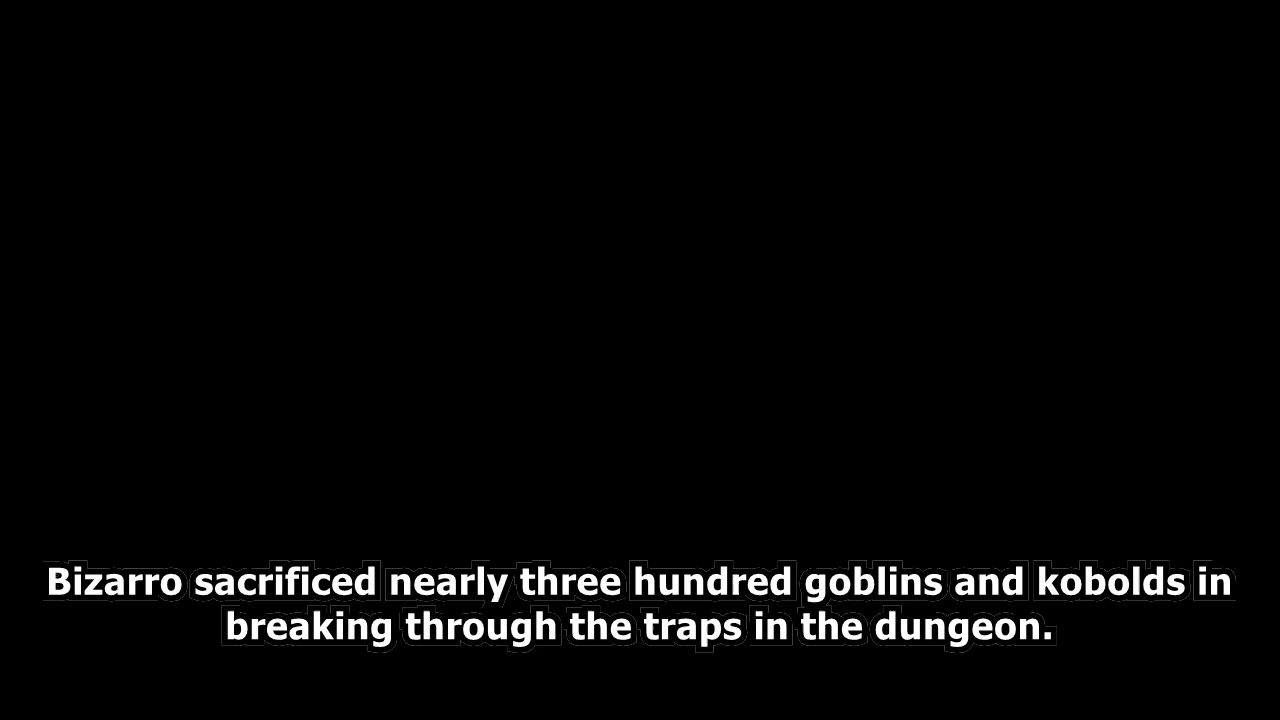 Bizarro sacrificed nearly three hundred goblins and kobolds in
breaking through the traps in the dungeon.